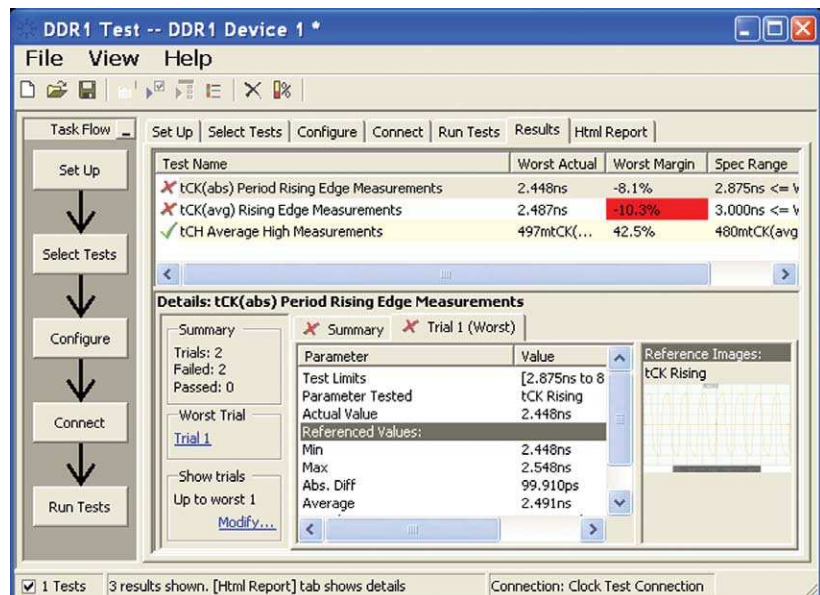 DDR1 Test -- DDR1 Device 1 *
File View Help
Task Flow
Set Up
Select Tests
Configure
Connect
Run Tests
Set Up Select Tests Configure Connect Run Tests Results Html Report
Test Name Worst Actual Worst Margin Spec Range
tCK(abs) Period Rising Edge Measurements 2.448ns -8.1% 2.875ns <=
tCK(avg) Rising Edge Measurements 2.487ns -10.3% 3.000ns <=
tCH Average High Measurements 497mtCK(... 42.5% 480mtCK(avg
Details: tCK(abs) Period Rising Edge Measurements
Summary
Trials: 2
Failed: 2
Passed: 0
Worst Trial
Trial 1
Show trials
Up to worst 1
Modify...
Summary Trial 1 (Worst)
Parameter Value
Test Limits [2.875ns to 8
Parameter Tested tCK Rising
Actual Value 2.448ns
Referenced Values:
Min 2.448ns
Max 2.548ns
Abs. Diff 99.910ps
Average 2.491ns
Reference Images:
tCK Rising
1 Tests 3 results shown. [Html Report] tab shows details Connection: Clock Test Connection